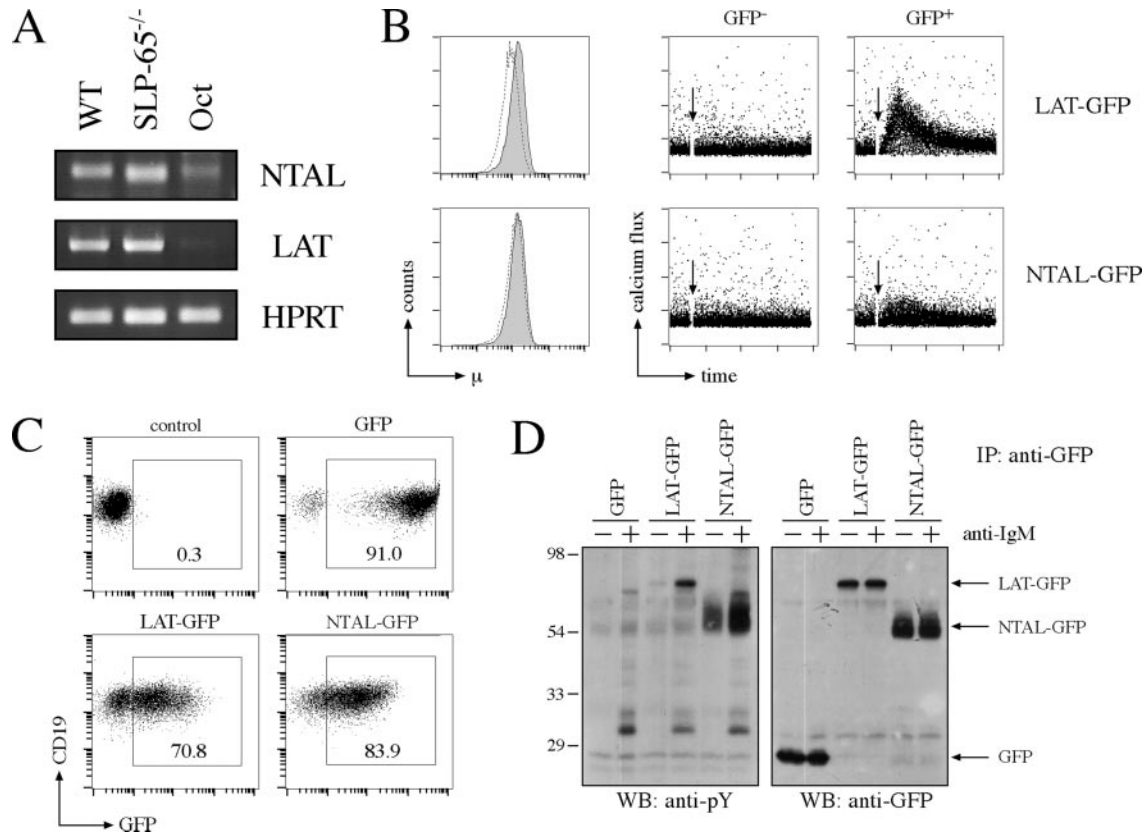 A
WT
SLP-65-/-
Oct
NTAL
LAT
HPRT
B
GFP-
GFP+
LAT-GFP
NTAL-GFP
counts
μ
calcium flux
time
C
control
GFP
0.3
91.0
LAT-GFP
NTAL-GFP
70.8
83.9
CD19
GFP
D
IP: anti-GFP
GFP
LAT-GFP
NTAL-GFP
GFP
LAT-GFP
NTAL-GFP
anti-IgM
− + − + − +
− + − + − +
98
54
33
29
LAT-GFP
NTAL-GFP
GFP
WB: anti-pY
WB: anti-GFP